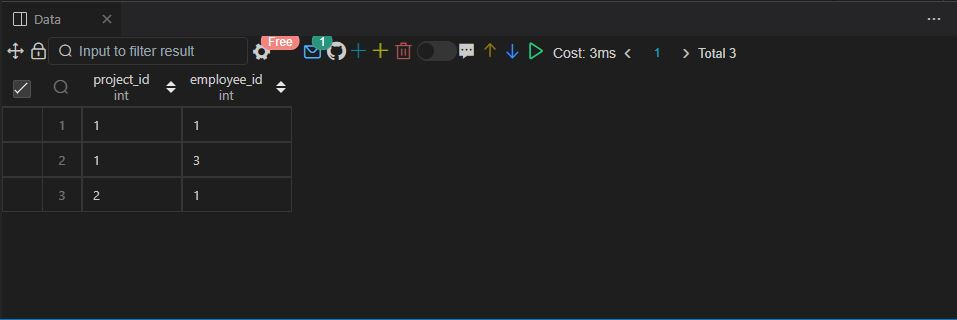 Data
Input to filter result Free 1 Cost: 3ms 1 Total 3
project_id employee_id
int int
1 1 1
2 1 3
3 2 1